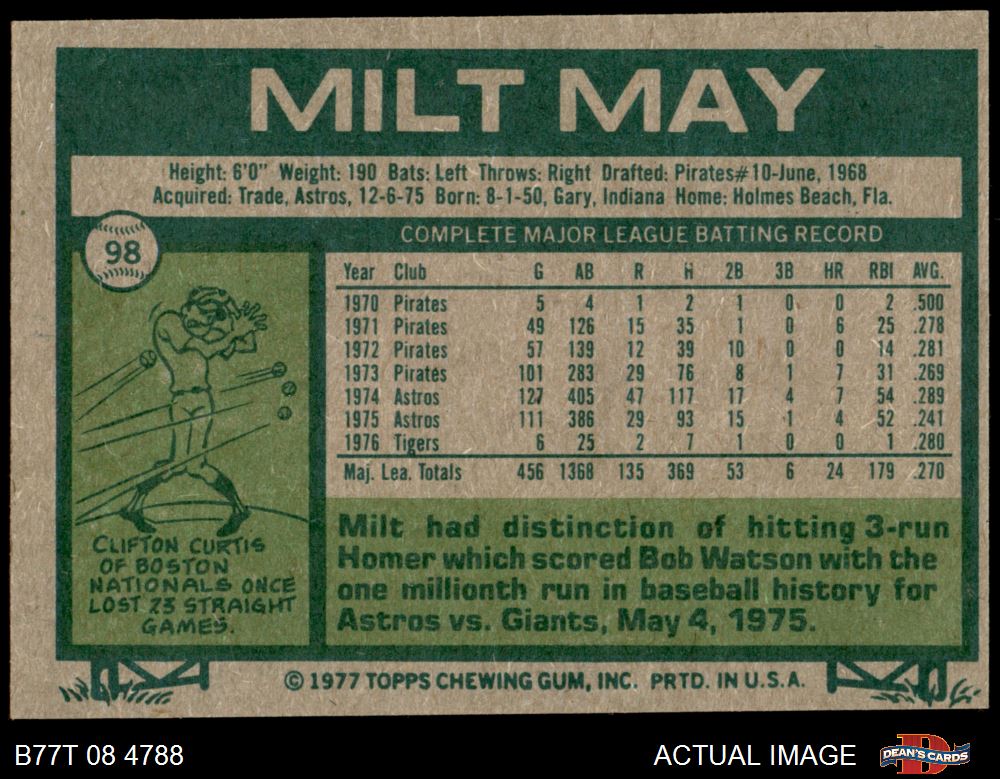 MILT MAY
Height: 6'0" Weight: 190 Bats: Left Throws: Right Drafted: Pirates#10-June, 1968
Acquired: Trade, Astros, 12-6-75 Born: 8-1-50, Gary, Indiana Home: Holmes Beach, Fla.
98
COMPLETE MAJOR LEAGUE BATTING RECORD
Year Club G AB R H 2B 3B HR RBI AVG.
1970 Pirates 5 4 1 2 1 0 0 2 .500
1971 Pirates 49 126 15 35 1 0 6 25 .278
1972 Pirates 57 139 12 39 10 0 0 14 .281
1973 Pirates 101 283 29 76 8 1 7 31 .269
1974 Astros 127 405 47 117 17 4 7 54 .289
1975 Astros 111 386 29 93 15 1 4 52 .241
1976 Tigers 6 25 2 7 1 0 0 1 .280
Maj. Lea. Totals 456 1368 135 369 53 6 24 179 .270
CLIFTON CURTIS
OF BOSTON
NATIONALS ONCE
LOST 23 STRAIGHT
GAMES.
Milt had distinction of hitting 3-run
Homer which scored Bob Watson with the
one millionth run in baseball history for
Astros vs. Giants, May 4, 1975.
© 1977 TOPPS CHEWING GUM, INC. PRTD. IN U.S.A.
B77T 08 4788
ACTUAL IMAGE
DEAN'S CARDS